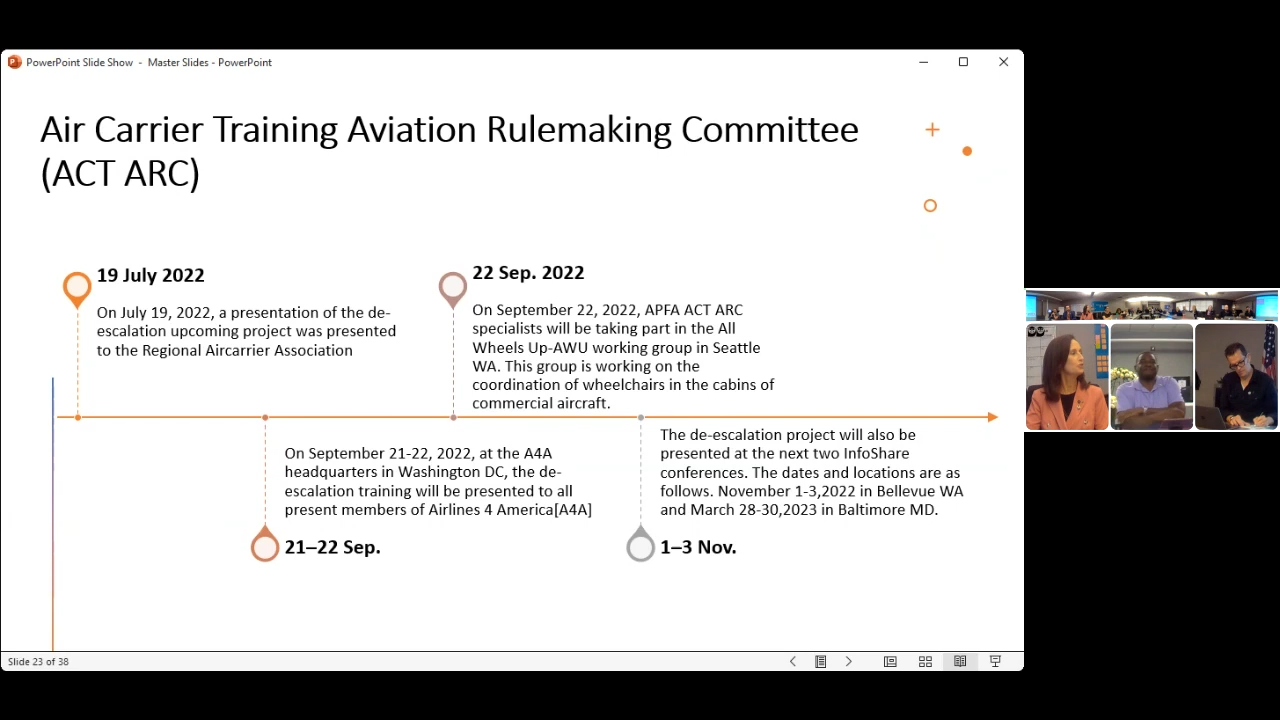 PowerPoint Slide Show - Master Slides - PowerPoint
Air Carrier Training Aviation Rulemaking Committee
(ACT ARC)
19 July 2022
On July 19, 2022, a presentation of the de-
escalation upcoming project was presented
to the Regional Aircarrier Association
22 Sep. 2022
On September 22, 2022, APFA ACT ARC
specialists will be taking part in the All
Wheels Up-AWU working group in Seattle
WA. This group is working on the
coordination of wheelchairs in the cabins of
commercial aircraft.
On September 21-22, 2022, at the A4A
headquarters in Washington DC, the de-
escalation training will be presented to all
present members of Airlines 4 America[A4A]
21–22 Sep.
The de-escalation project will also be
presented at the next two InfoShare
conferences. The dates and locations are as
follows. November 1-3,2022 in Bellevue WA
and March 28-30,2023 in Baltimore MD.
1–3 Nov.
Slide 23 of 38